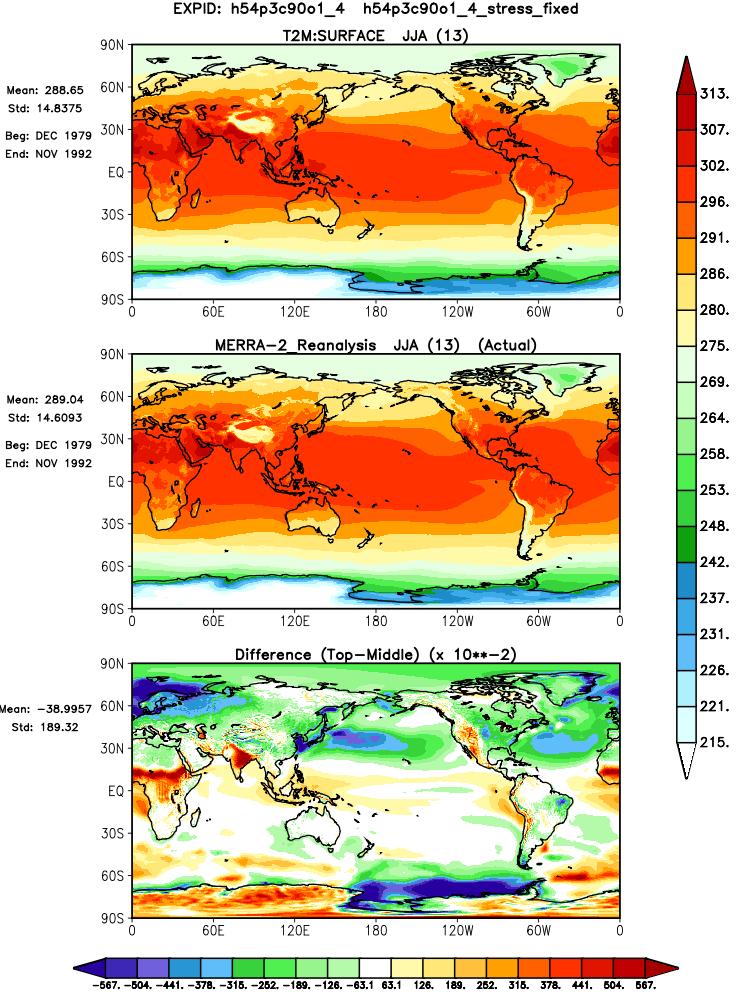 EXPID: h54p3c90o1_4 h54p3c90o1_4_stress_fixed
T2M:SURFACE JJA (13)
Mean: 288.65
Std: 14.8375
Beg: DEC 1979
End: NOV 1992
90N
60N
30N
EQ
30S
60S
90S
0 60E 120E 180 120W 60W 0
MERRA-2_Reanalysis JJA (13) (Actual)
Mean: 289.04
Std: 14.6093
Beg: DEC 1979
End: NOV 1992
90N
60N
30N
EQ
30S
60S
90S
0 60E 120E 180 120W 60W 0
Difference (Top-Middle) (x 10**-2)
Mean: -38.9957
Std: 189.32
90N
60N
30N
EQ
30S
60S
90S
0 60E 120E 180 120W 60W 0
313.
307.
302.
296.
291.
286.
280.
275.
269.
264.
258.
253.
248.
242.
237.
231.
226.
221.
215.
-567. -504. -441. -378. -315. -252. -189. -126. -63.1 63.1 126. 189. 252. 315. 378. 441. 504. 567.